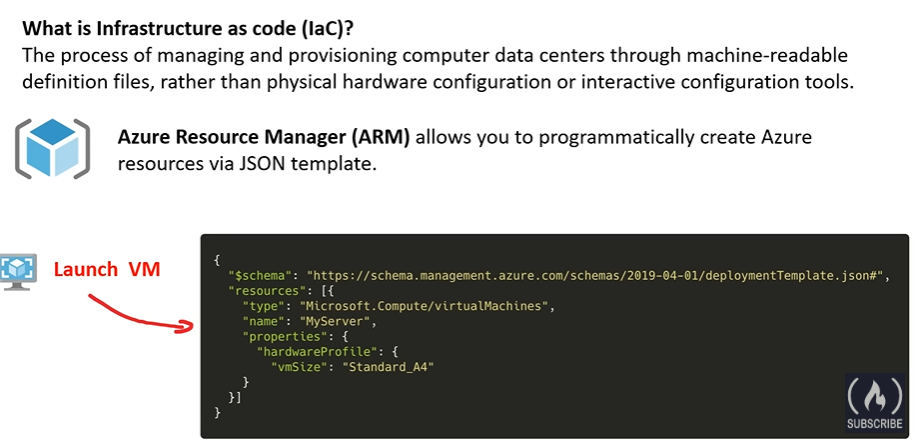 What is Infrastructure as code (IaC)?
The process of managing and provisioning computer data centers through machine-readable
definition files, rather than physical hardware configuration or interactive configuration tools.
Azure Resource Manager (ARM) allows you to programmatically create Azure
resources via JSON template.
Launch VM
{
"$schema": "https://schema.management.azure.com/schemas/2019-04-01/deploymentTemplate.json#",
"resources": [{
"type": "Microsoft.Compute/virtualMachines",
"name": "MyServer",
"properties": {
"hardwareProfile": {
"vmSize": "Standard_A4"
}
}]
}
SUBSCRIBE